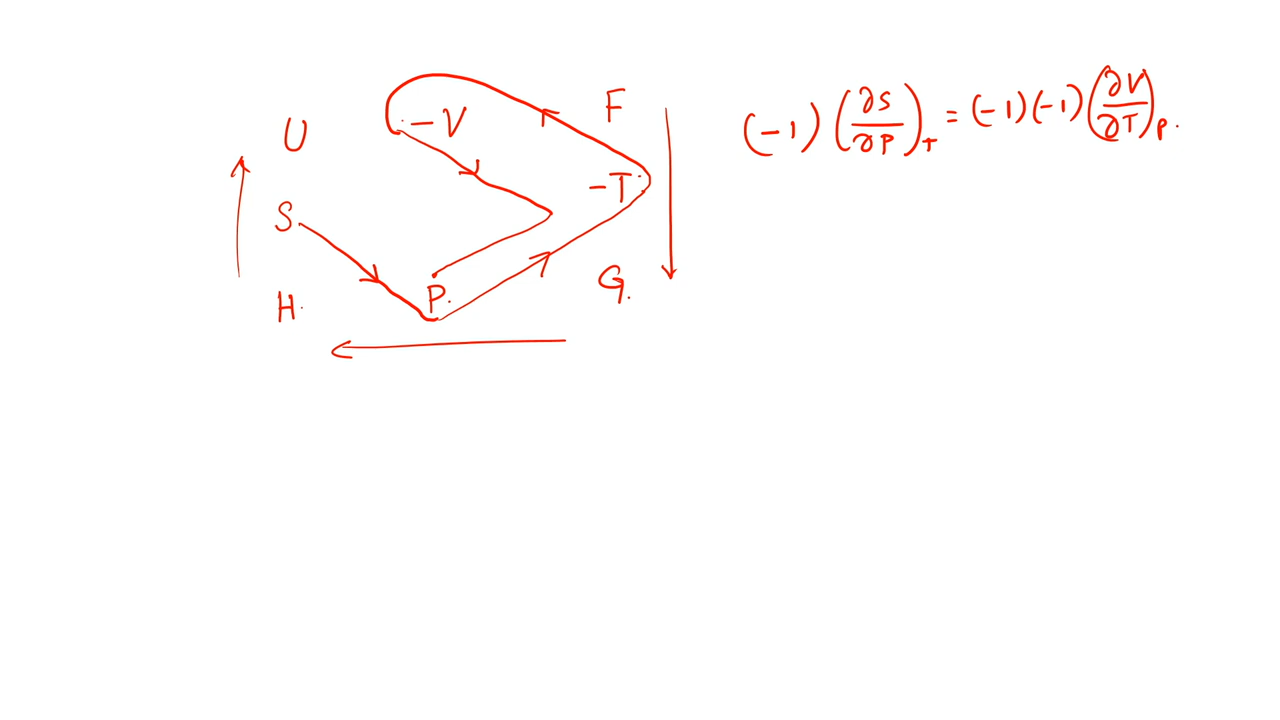 U -V F
S -T
H. P. G.
(-1) (∂S/∂P)_T = (-1)(-1) (∂V/∂T)_P.